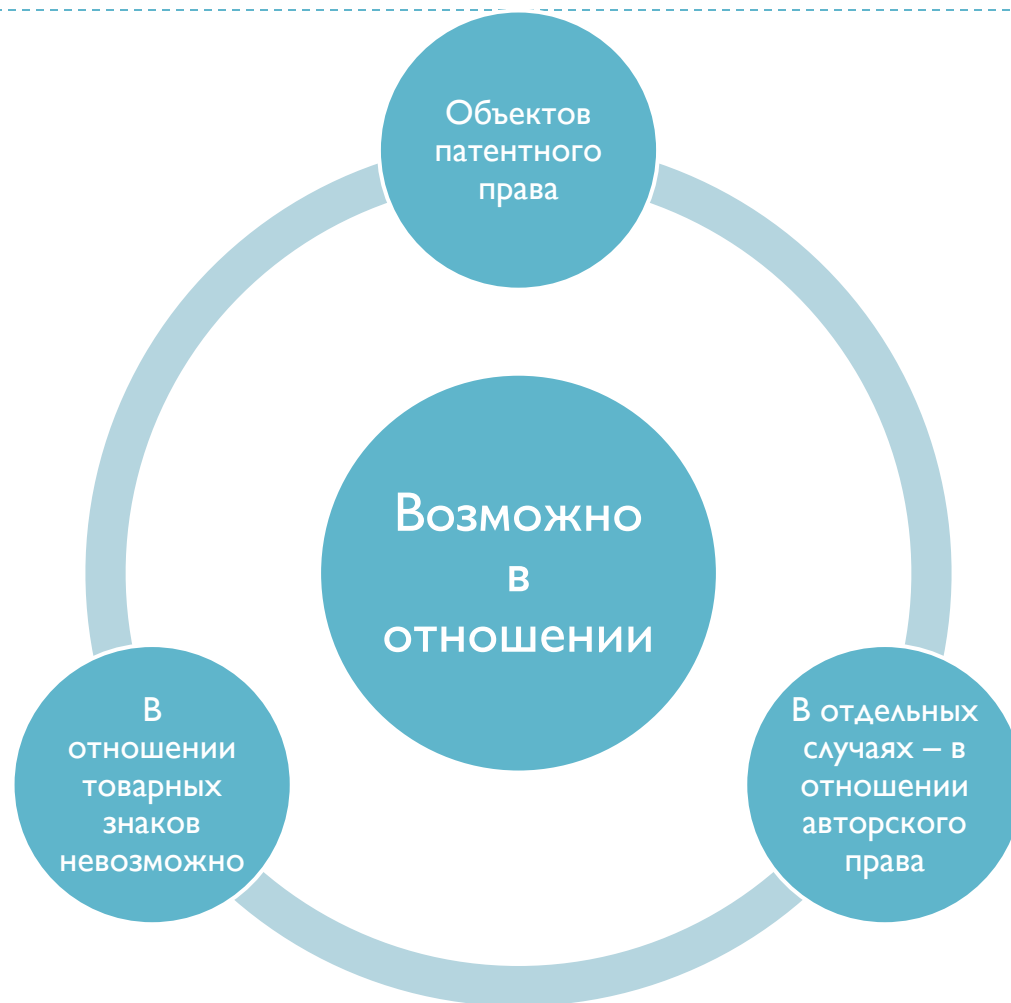 Объектов
патентного
права
Возможно
в
отношении
В
отношении
товарных
знаков
невозможно
В отдельных
случаях – в
отношении
авторского
права